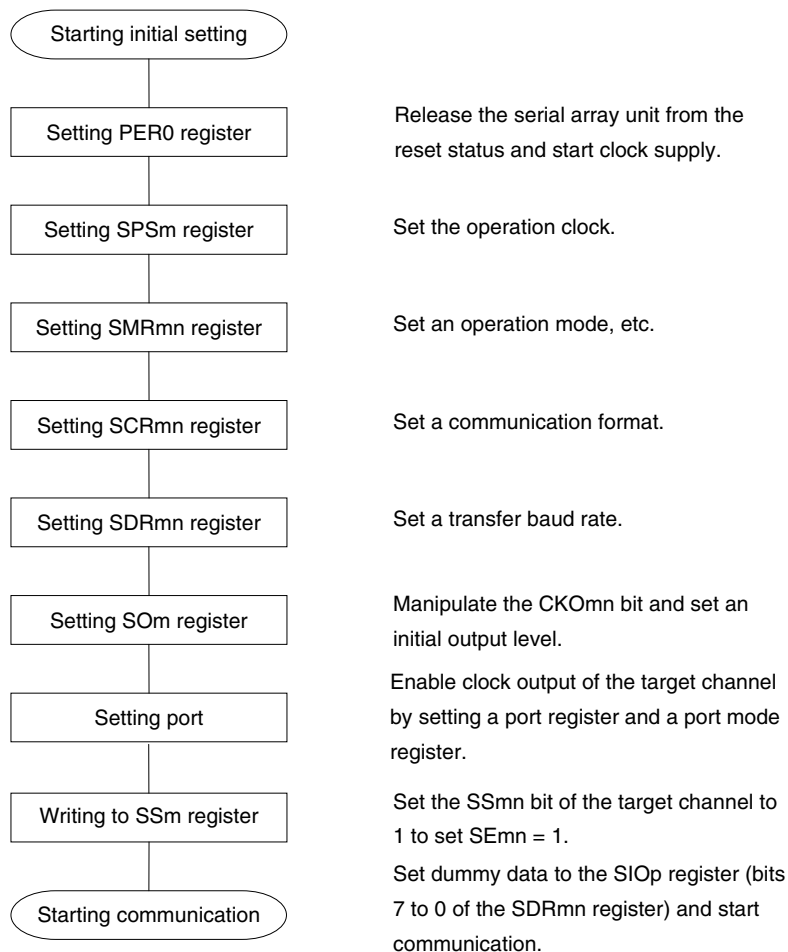 Starting initial setting
Setting PER0 register
Release the serial array unit from the
reset status and start clock supply.
Setting SPSm register
Set the operation clock.
Setting SMRmn register
Set an operation mode, etc.
Setting SCRmn register
Set a communication format.
Setting SDRmn register
Set a transfer baud rate.
Setting SOm register
Manipulate the CKOmn bit and set an
initial output level.
Setting port
Enable clock output of the target channel
by setting a port register and a port mode
register.
Writing to SSm register
Set the SSmn bit of the target channel to
1 to set SEmn = 1.
Starting communication
Set dummy data to the SIOp register (bits
7 to 0 of the SDRmn register) and start
communication.